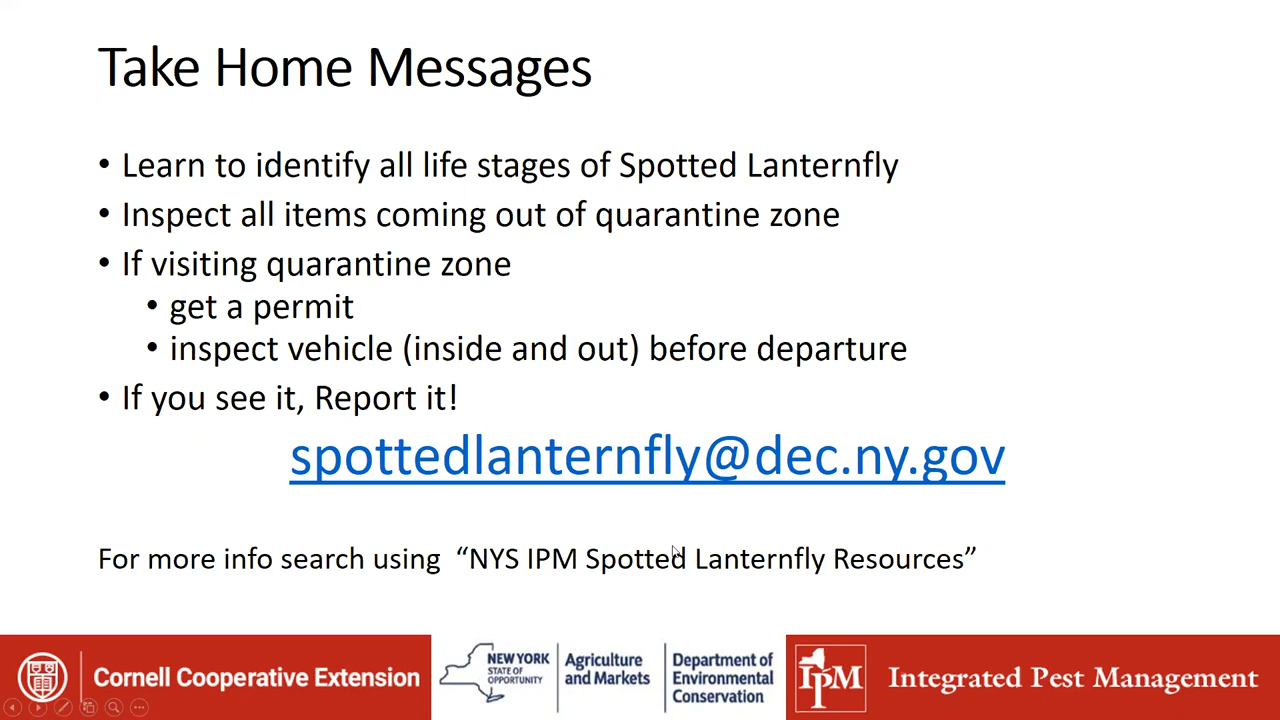 Take Home Messages
• Learn to identify all life stages of Spotted Lanternfly
• Inspect all items coming out of quarantine zone
• If visiting quarantine zone
• get a permit
• inspect vehicle (inside and out) before departure
• If you see it, Report it!
spottedlanternfly@dec.ny.gov
For more info search using “NYS IPM Spotted Lanternfly Resources”
Cornell Cooperative Extension
NEW YORK
STATE OF
OPPORTUNITY
Agriculture
and Markets
Department of
Environmental
Conservation
IPM
Integrated Pest Management